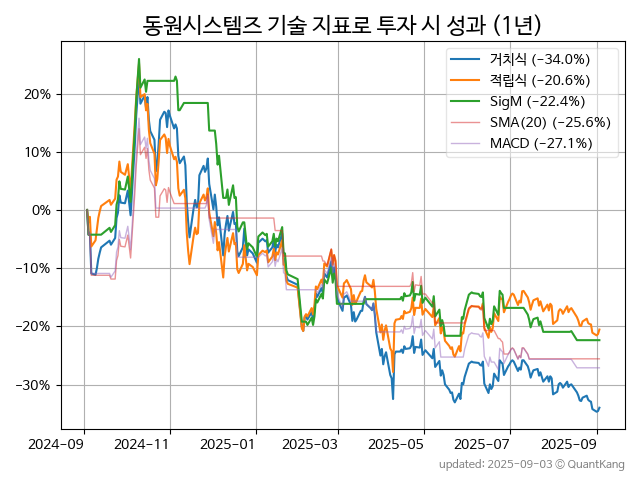 동원시스템즈 기술 지표로 투자 시 성과 (1년)
거치식 (−34.0%)
적립식 (−20.6%)
SigM (−22.4%)
SMA(20) (−25.6%)
MACD (−27.1%)
20%
10%
0%
−10%
−20%
−30%
2024-09
2024-11
2025-01
2025-03
2025-05
2025-07
2025-09
updated: 2025-09-03 © QuantKang